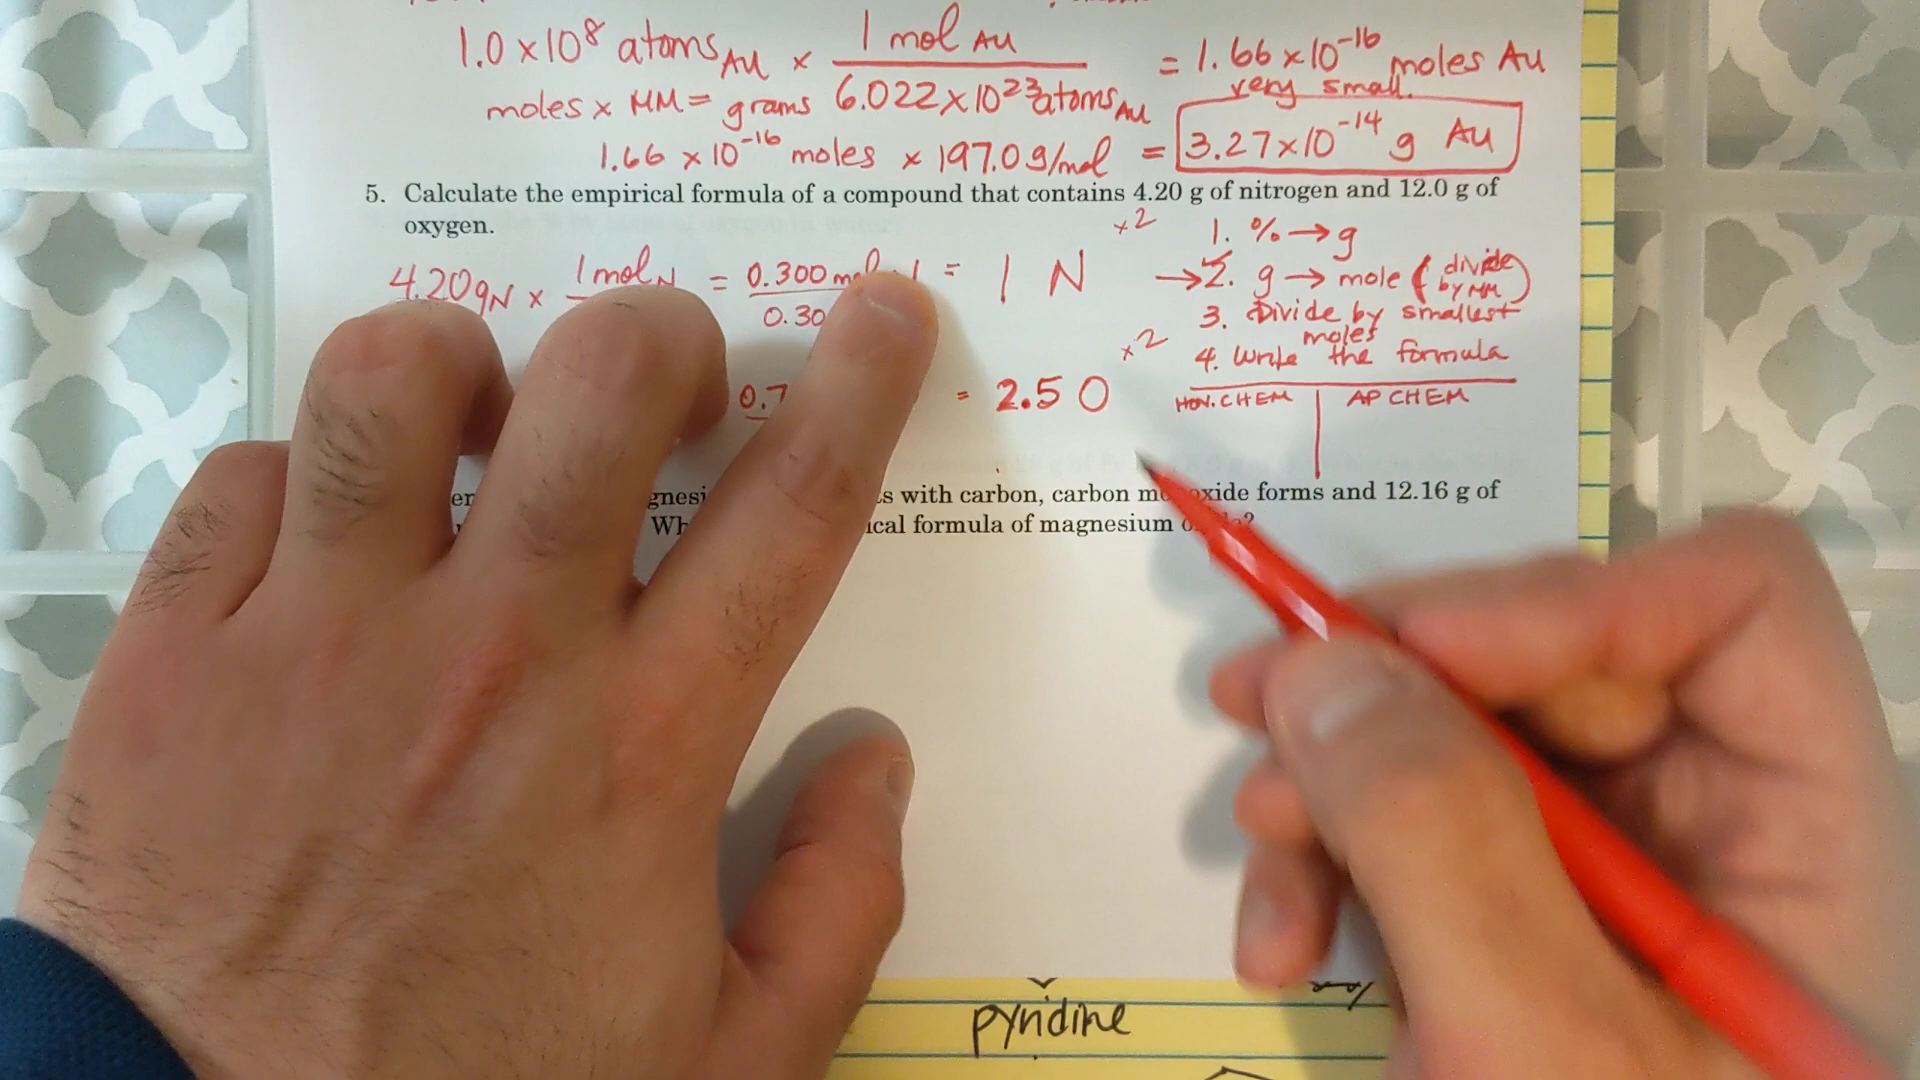 1.0 x 10⁸ atoms Au x 1 mol Au = 1.66 x 10⁻¹⁶ moles Au
6.022 x 10²³ atoms Au
very small.
moles x MM = grams
1.66 x 10⁻¹⁶ moles x 197.0 g/mol = 3.27 x 10⁻¹⁴ g Au
5. Calculate the empirical formula of a compound that contains 4.20 g of nitrogen and 12.0 g of
oxygen.
x2
1. % → g
4.20 g N x 1 mol N = 0.300 = 1 N
0.30
→ 2. g → mole (divide by MM)
3. Divide by smallest
moles
x2
4. Write the formula
0.7 = 2.5 O
HON. CHEM AP CHEM
with carbon, carbon forms and 12.16 g of
formula of magnesium
pyridine